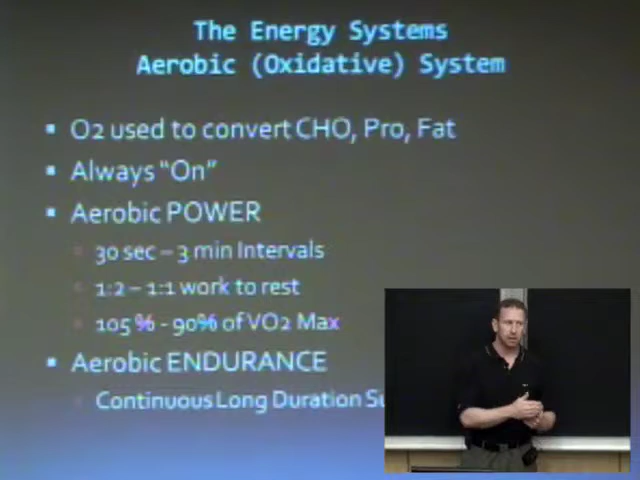 The Energy Systems
Aerobic (Oxidative) System
O2 used to convert CHO, Pro, Fat
Always "On"
Aerobic POWER
30 sec – 3 min Intervals
1:2 – 1:1 work to rest
105 % - 90% of VO2 Max
Aerobic ENDURANCE
Continuous Long Duration